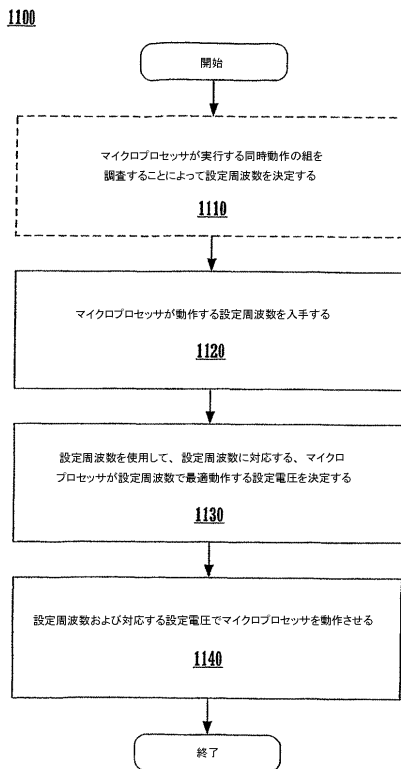 1100
開始
マイクロプロセッサが実行する同時動作の組を
調査することによって設定周波数を決定する
1110
マイクロプロセッサが動作する設定周波数を入手する
1120
設定周波数を使用して、設定周波数に対応する、マイクロ
プロセッサが設定周波数で最適動作する設定電圧を決定する
1130
設定周波数および対応する設定電圧でマイクロプロセッサを動作させる
1140
終了